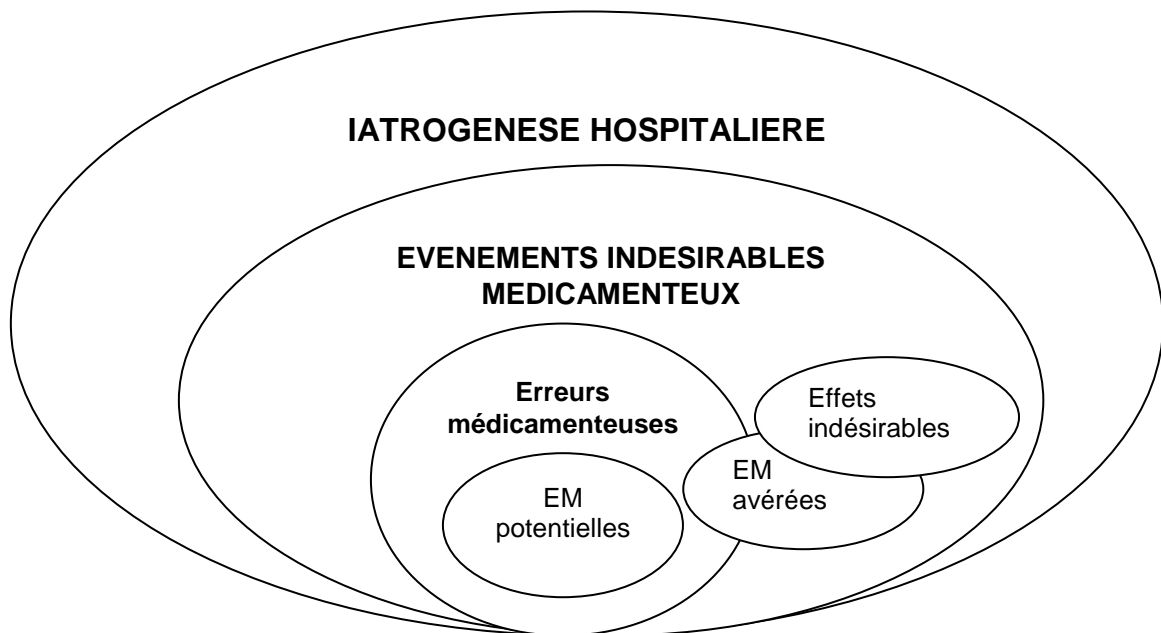 IATROGENESE HOSPITALIERE
EVENEMENTS INDESIRABLES
MEDICAMENTEUX
Erreurs
médicamenteuses
Effets
indésirables
EM
avérées
EM
potentielles